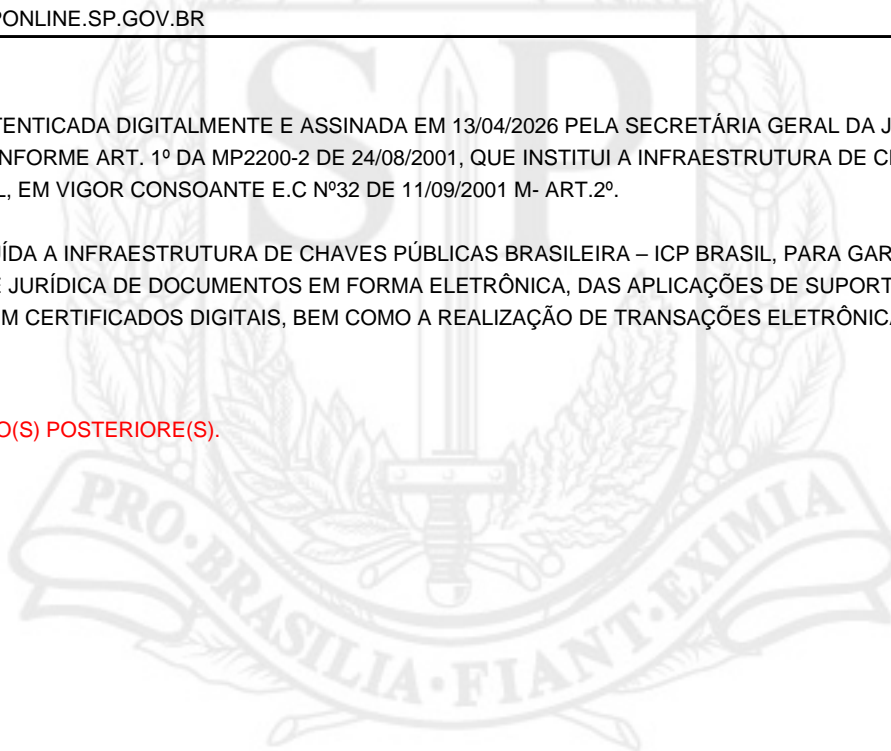 PONLINE.SP.GOV.BR
TENTICADA DIGITALMENTE E ASSINADA EM 13/04/2026 PELA SECRETÁRIA GERAL DA J
NFORME ART. 1º DA MP2200-2 DE 24/08/2001, QUE INSTITUI A INFRAESTRUTURA DE C
L, EM VIGOR CONSOANTE E.C Nº32 DE 11/09/2001 M- ART.2º.
ÍDA A INFRAESTRUTURA DE CHAVES PÚBLICAS BRASILEIRA – ICP BRASIL, PARA GAR
E JURÍDICA DE DOCUMENTOS EM FORMA ELETRÔNICA, DAS APLICAÇÕES DE SUPORT
M CERTIFICADOS DIGITAIS, BEM COMO A REALIZAÇÃO DE TRANSAÇÕES ELETRÔNICA
O(S) POSTERIORE(S).
SP
PRO·BRASILIA·FIANT·EXIMIA